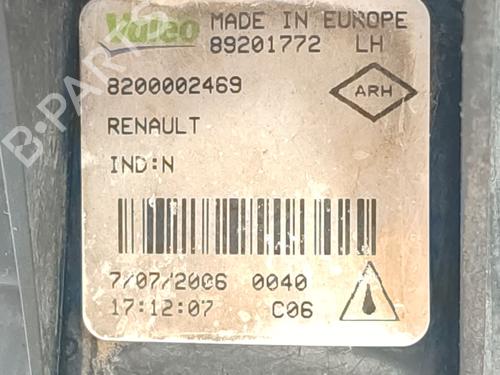 Valeo MADE IN EUROPE
89201772 LH
8200002469
ARH
RENAULT
IND:N
7/07/2006 0040
17:12:07 C06
B-PARTS